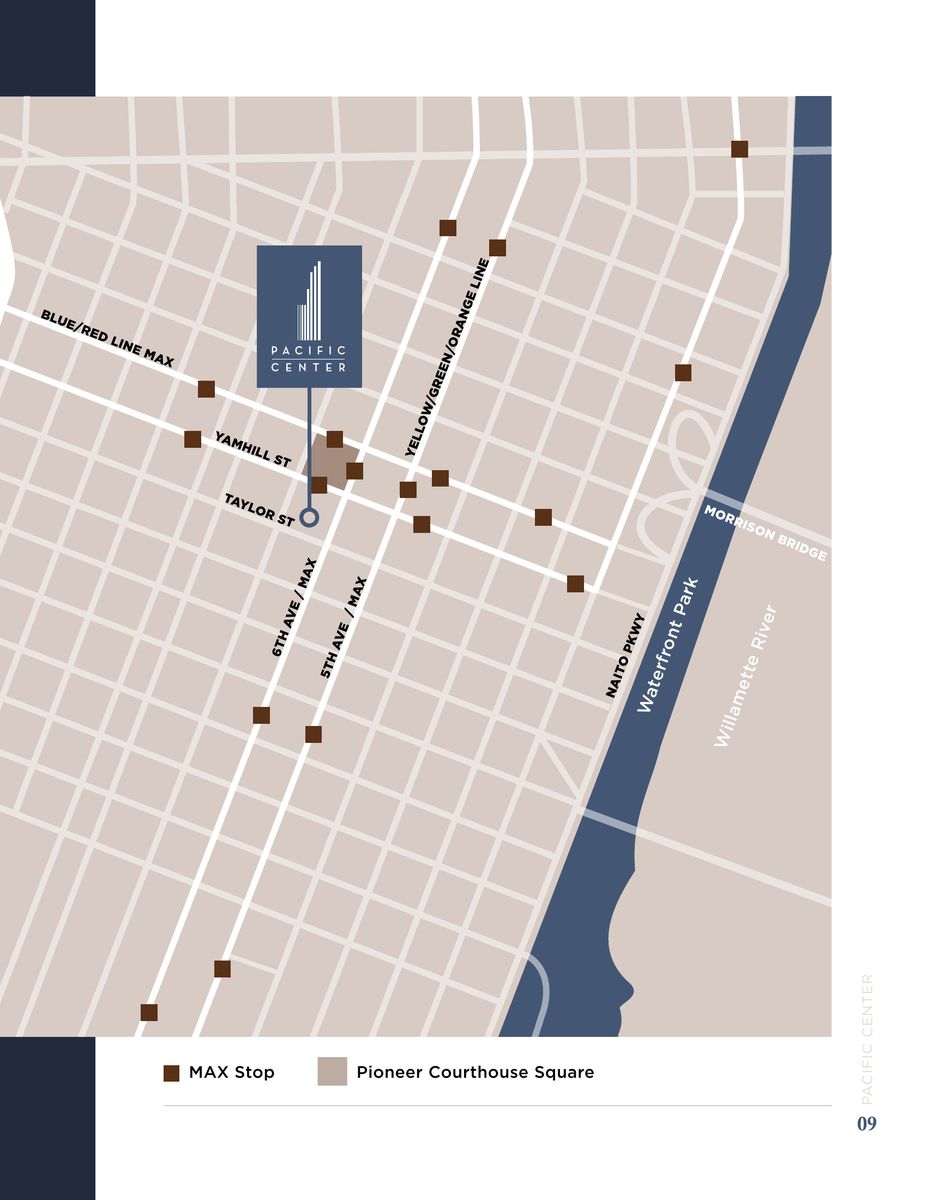 BLUE/RED LINE MAX
PACIFIC
CENTER
YELLOW/GREEN/ORANGE LINE
YAMHILL ST
TAYLOR ST
6TH AVE / MAX
5TH AVE / MAX
MORRISON BRIDGE
NAITO PKWY
Waterfront Park
Willamette River
MAX Stop
Pioneer Courthouse Square
PACIFIC CENTER
09